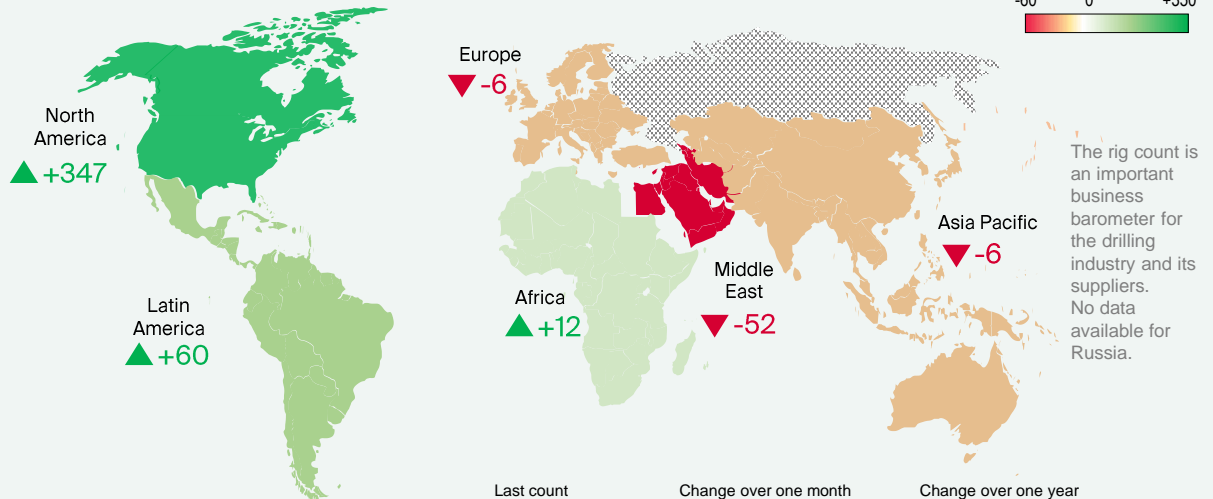 -60 0 +350
Europe
-6
North
America
+347
The rig count is
an important
business
barometer for
the drilling
industry and its
suppliers.
No data
available for
Russia.
Asia Pacific
-6
Middle
East
-52
Africa
+12
Latin
America
+60
Last count Change over one month Change over one year